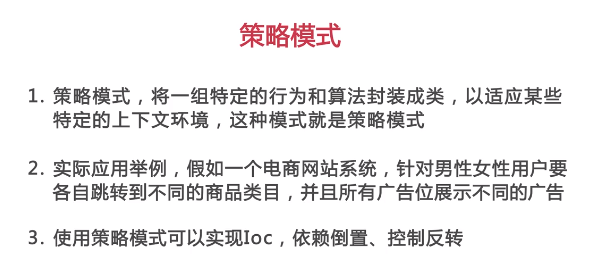 策略模式
1. 策略模式，将一组特定的行为和算法封装成类，以适应某些
特定的上下文环境，这种模式就是策略模式
2. 实际应用举例，假如一个电商网站系统，针对男性女性用户要
各自跳转到不同的商品类目，并且所有广告位展示不同的广告
3. 使用策略模式可以实现Ioc，依赖倒置、控制反转